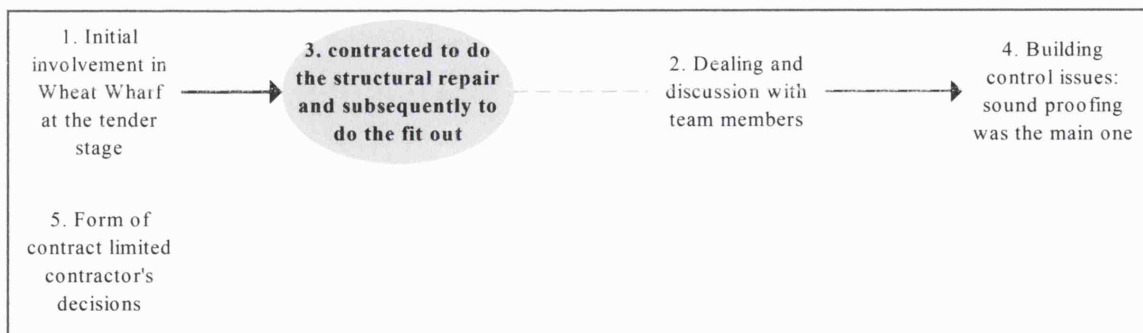 1. Initial
involvement in
Wheat Wharf
at the tender
stage
3. contracted to do
the structural repair
and subsequently to
do the fit out
2. Dealing and
discussion with
team members
4. Building
control issues:
sound proofing
was the main one
5. Form of
contract limited
contractor's
decisions